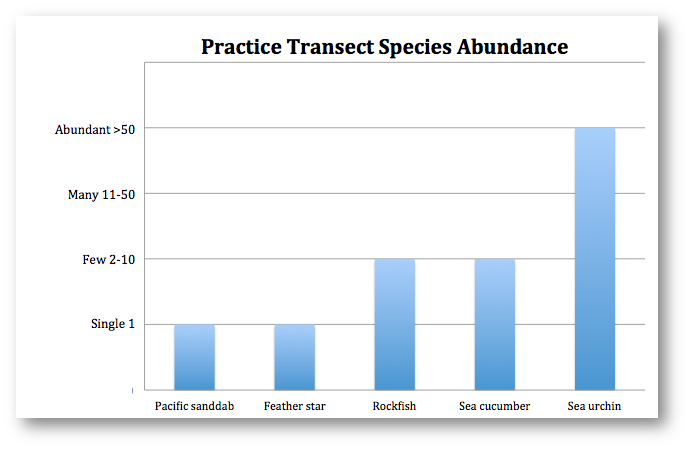 Practice Transect Species Abundance
Abundant >50
Many 11-50
Few 2-10
Single 1
Pacific sanddab
Feather star
Rockfish
Sea cucumber
Sea urchin